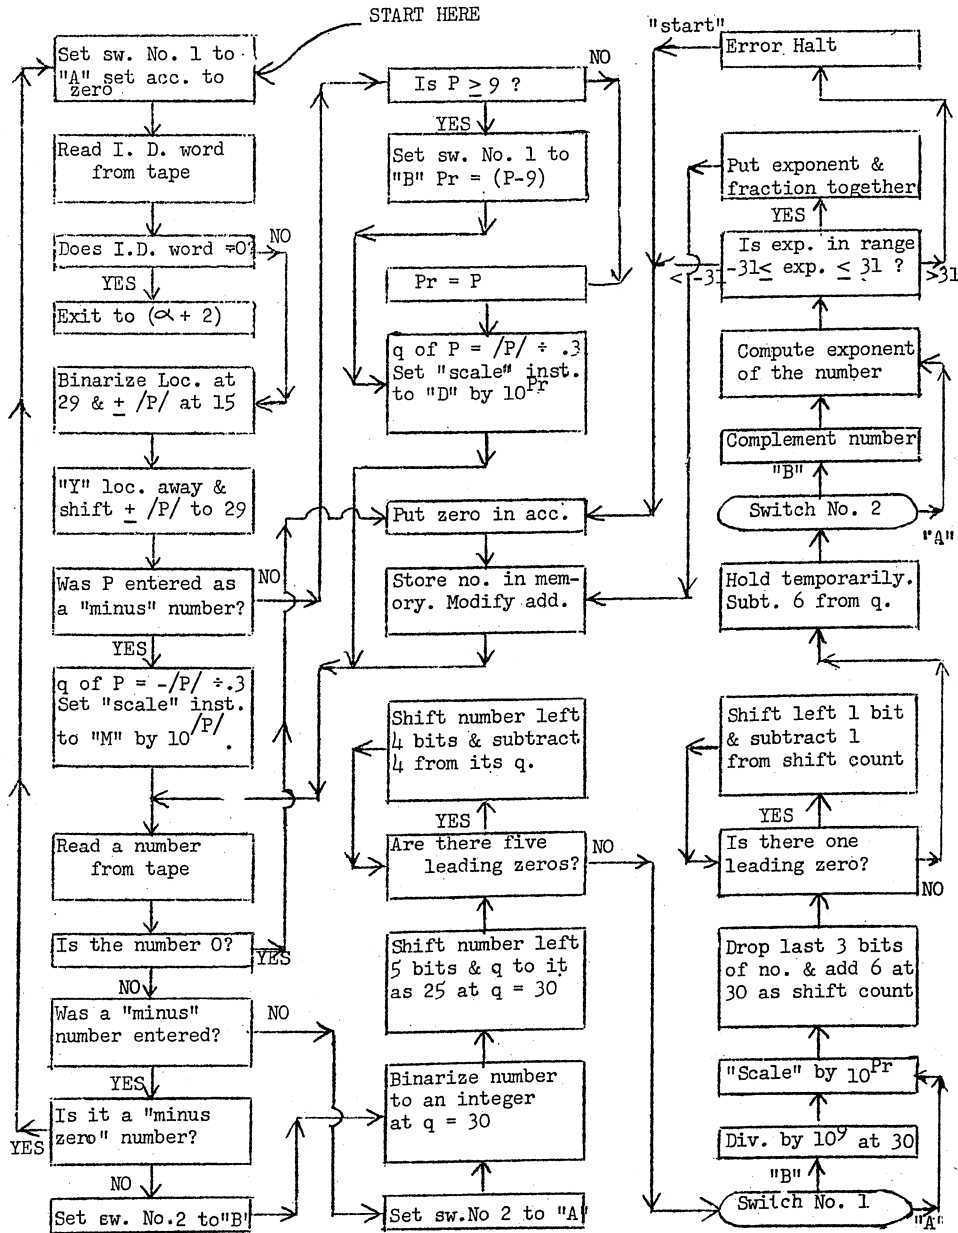 START HERE
Set sw. No. 1 to
"A" set acc. to
zero
Read I. D. word
from tape
Does I.D. word =0?
NO
YES
Exit to (α + 2)
Binarize Loc. at
29 & ± /P/ at 15
"Y" loc. away &
shift ± /P/ to 29
Was P entered as
a "minus" number?
NO
YES
q of P = -/P/ ÷.3
Set "scale" inst.
to "M" by 10/P/.
Read a number
from tape
Is the number 0?
YES
NO
Was a "minus"
number entered?
NO
YES
Is it a "minus
zero" number?
YES
NO
Set sw. No.2 to"B"
Is P ≥ 9 ?
NO
YES
Set sw. No. 1 to
"B" Pr = (P-9)
Pr = P
q of P = /P/ ÷ .3
Set "scale" inst.
to "D" by 10Pr
Put zero in acc.
Store no. in mem-
ory. Modify add.
Shift number left
4 bits & subtract
4 from its q.
YES
Are there five
leading zeros?
NO
Shift number left
5 bits & q to it
as 25 at q = 30
Binarize number
to an integer
at q = 30
Set sw.No 2 to "A"
"start"
Error Halt
Put exponent &
fraction together
YES
Is exp. in range
-31≤ exp. ≤ 31 ?
< -31
>31
Compute exponent
of the number
Complement number
"B"
Switch No. 2
"A"
Hold temporarily.
Subt. 6 from q.
Shift left 1 bit
& subtract 1
from shift count
YES
Is there one
leading zero?
NO
Drop last 3 bits
of no. & add 6 at
30 as shift count
"Scale" by 10Pr
Div. by 10⁹ at 30
"B"
Switch No. 1
"A"